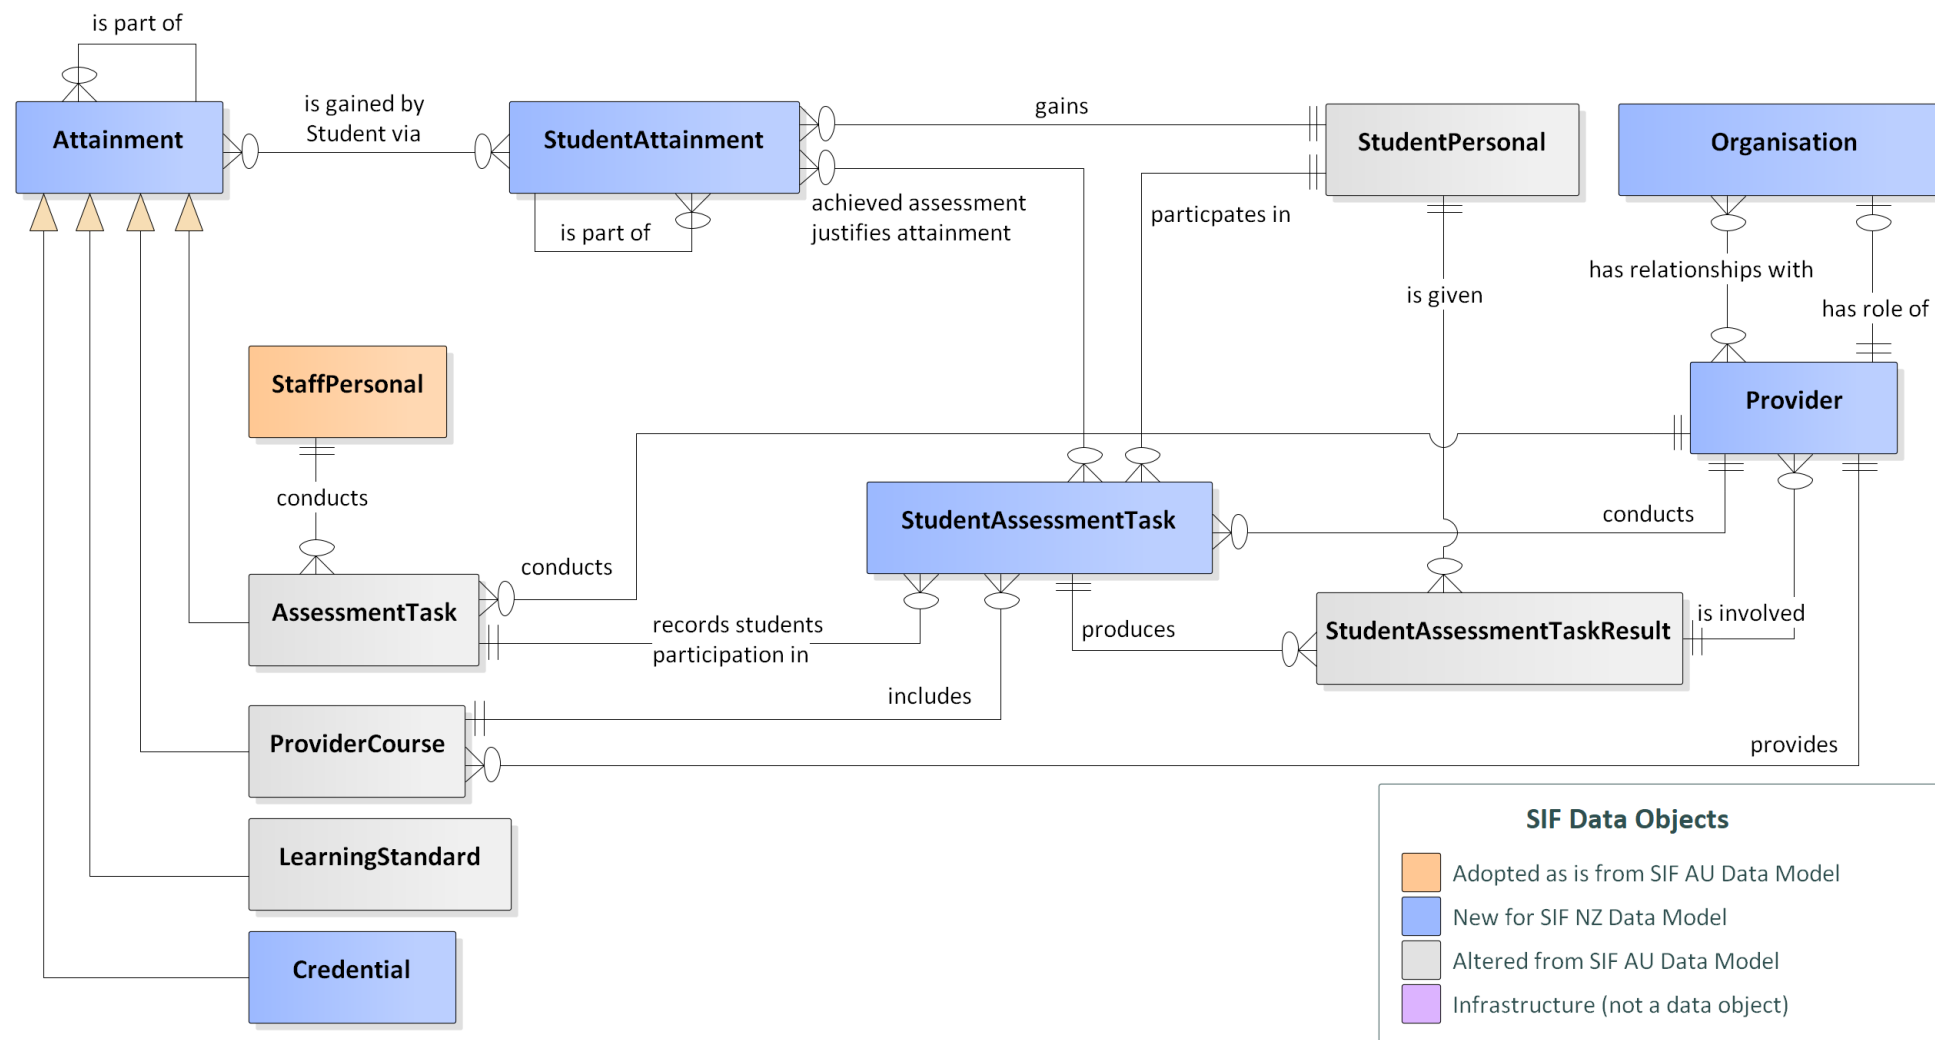 is part of
Attainment
is gained by
Student via
StudentAttainment
gains
StudentPersonal
Organisation
is part of
achieved assessment
justifies attainment
particpates in
has relationships with
is given
has role of
StaffPersonal
Provider
conducts
StudentAssessmentTask
conducts
conducts
AssessmentTask
records students
participation in
produces
StudentAssessmentTaskResult
is involved
includes
ProviderCourse
provides
LearningStandard
Credential
SIF Data Objects
Adopted as is from SIF AU Data Model
New for SIF NZ Data Model
Altered from SIF AU Data Model
Infrastructure (not a data object)